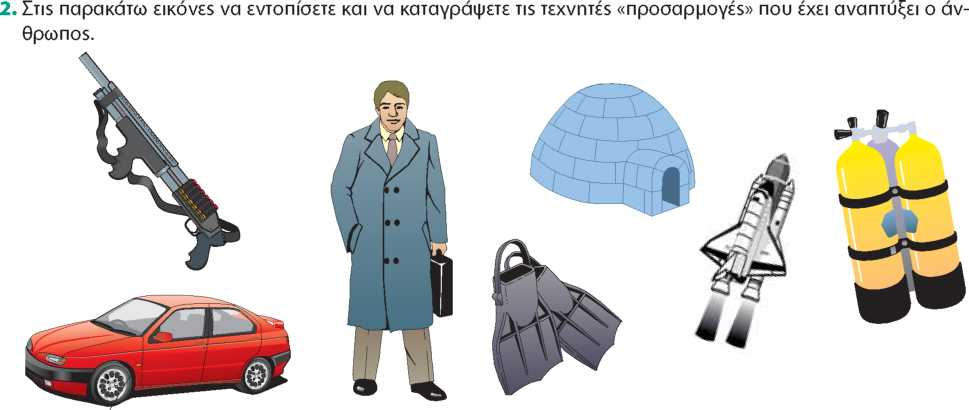 2. Στις παρακάτω εικόνες να εντοπίσετε και να καταγράψετε τις τεχνητές «προσαρμογές» που έχει αναπτύξει ο άν-
θρωπος.